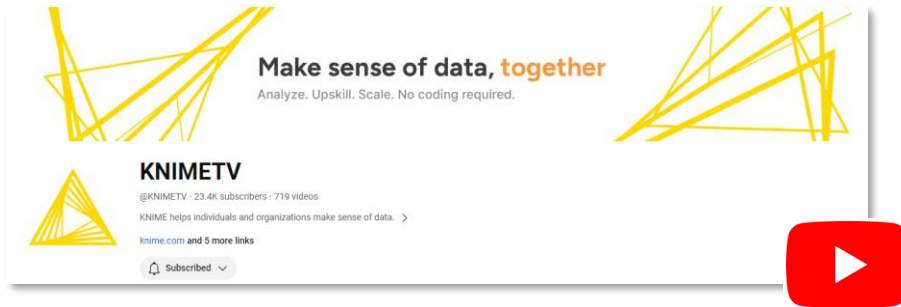 Make sense of data, together
Analyze. Upskill. Scale. No coding required.
KNIMETV
@KNIMETV · 23.4K subscribers · 719 videos
KNIME helps individuals and organizations make sense of data.
knime.com and 5 more links
Subscribed